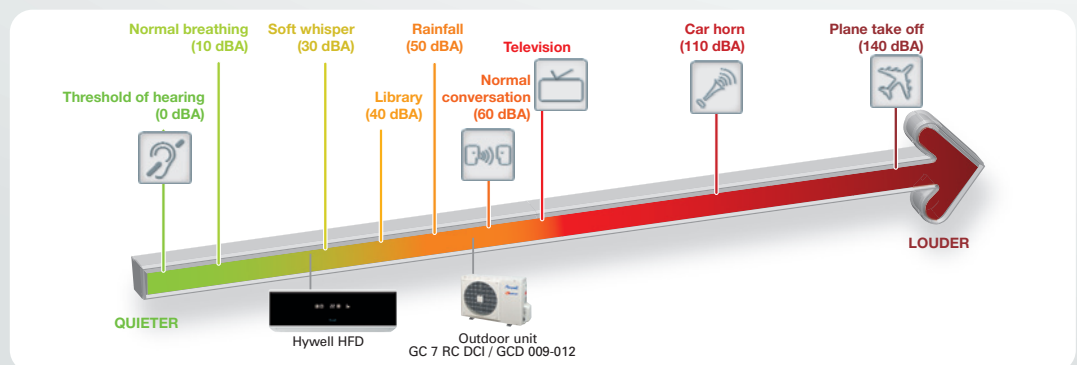 Normal breathing
(10 dBA)
Soft whisper
(30 dBA)
Rainfall
(50 dBA)
Television
Car horn
(110 dBA)
Plane take off
(140 dBA)
Threshold of hearing
(0 dBA)
Library
(40 dBA)
Normal
conversation
(60 dBA)
LOUDER
QUIETER
Hywell HFD
Outdoor unit
GC 7 RC DCI / GCD 009-012